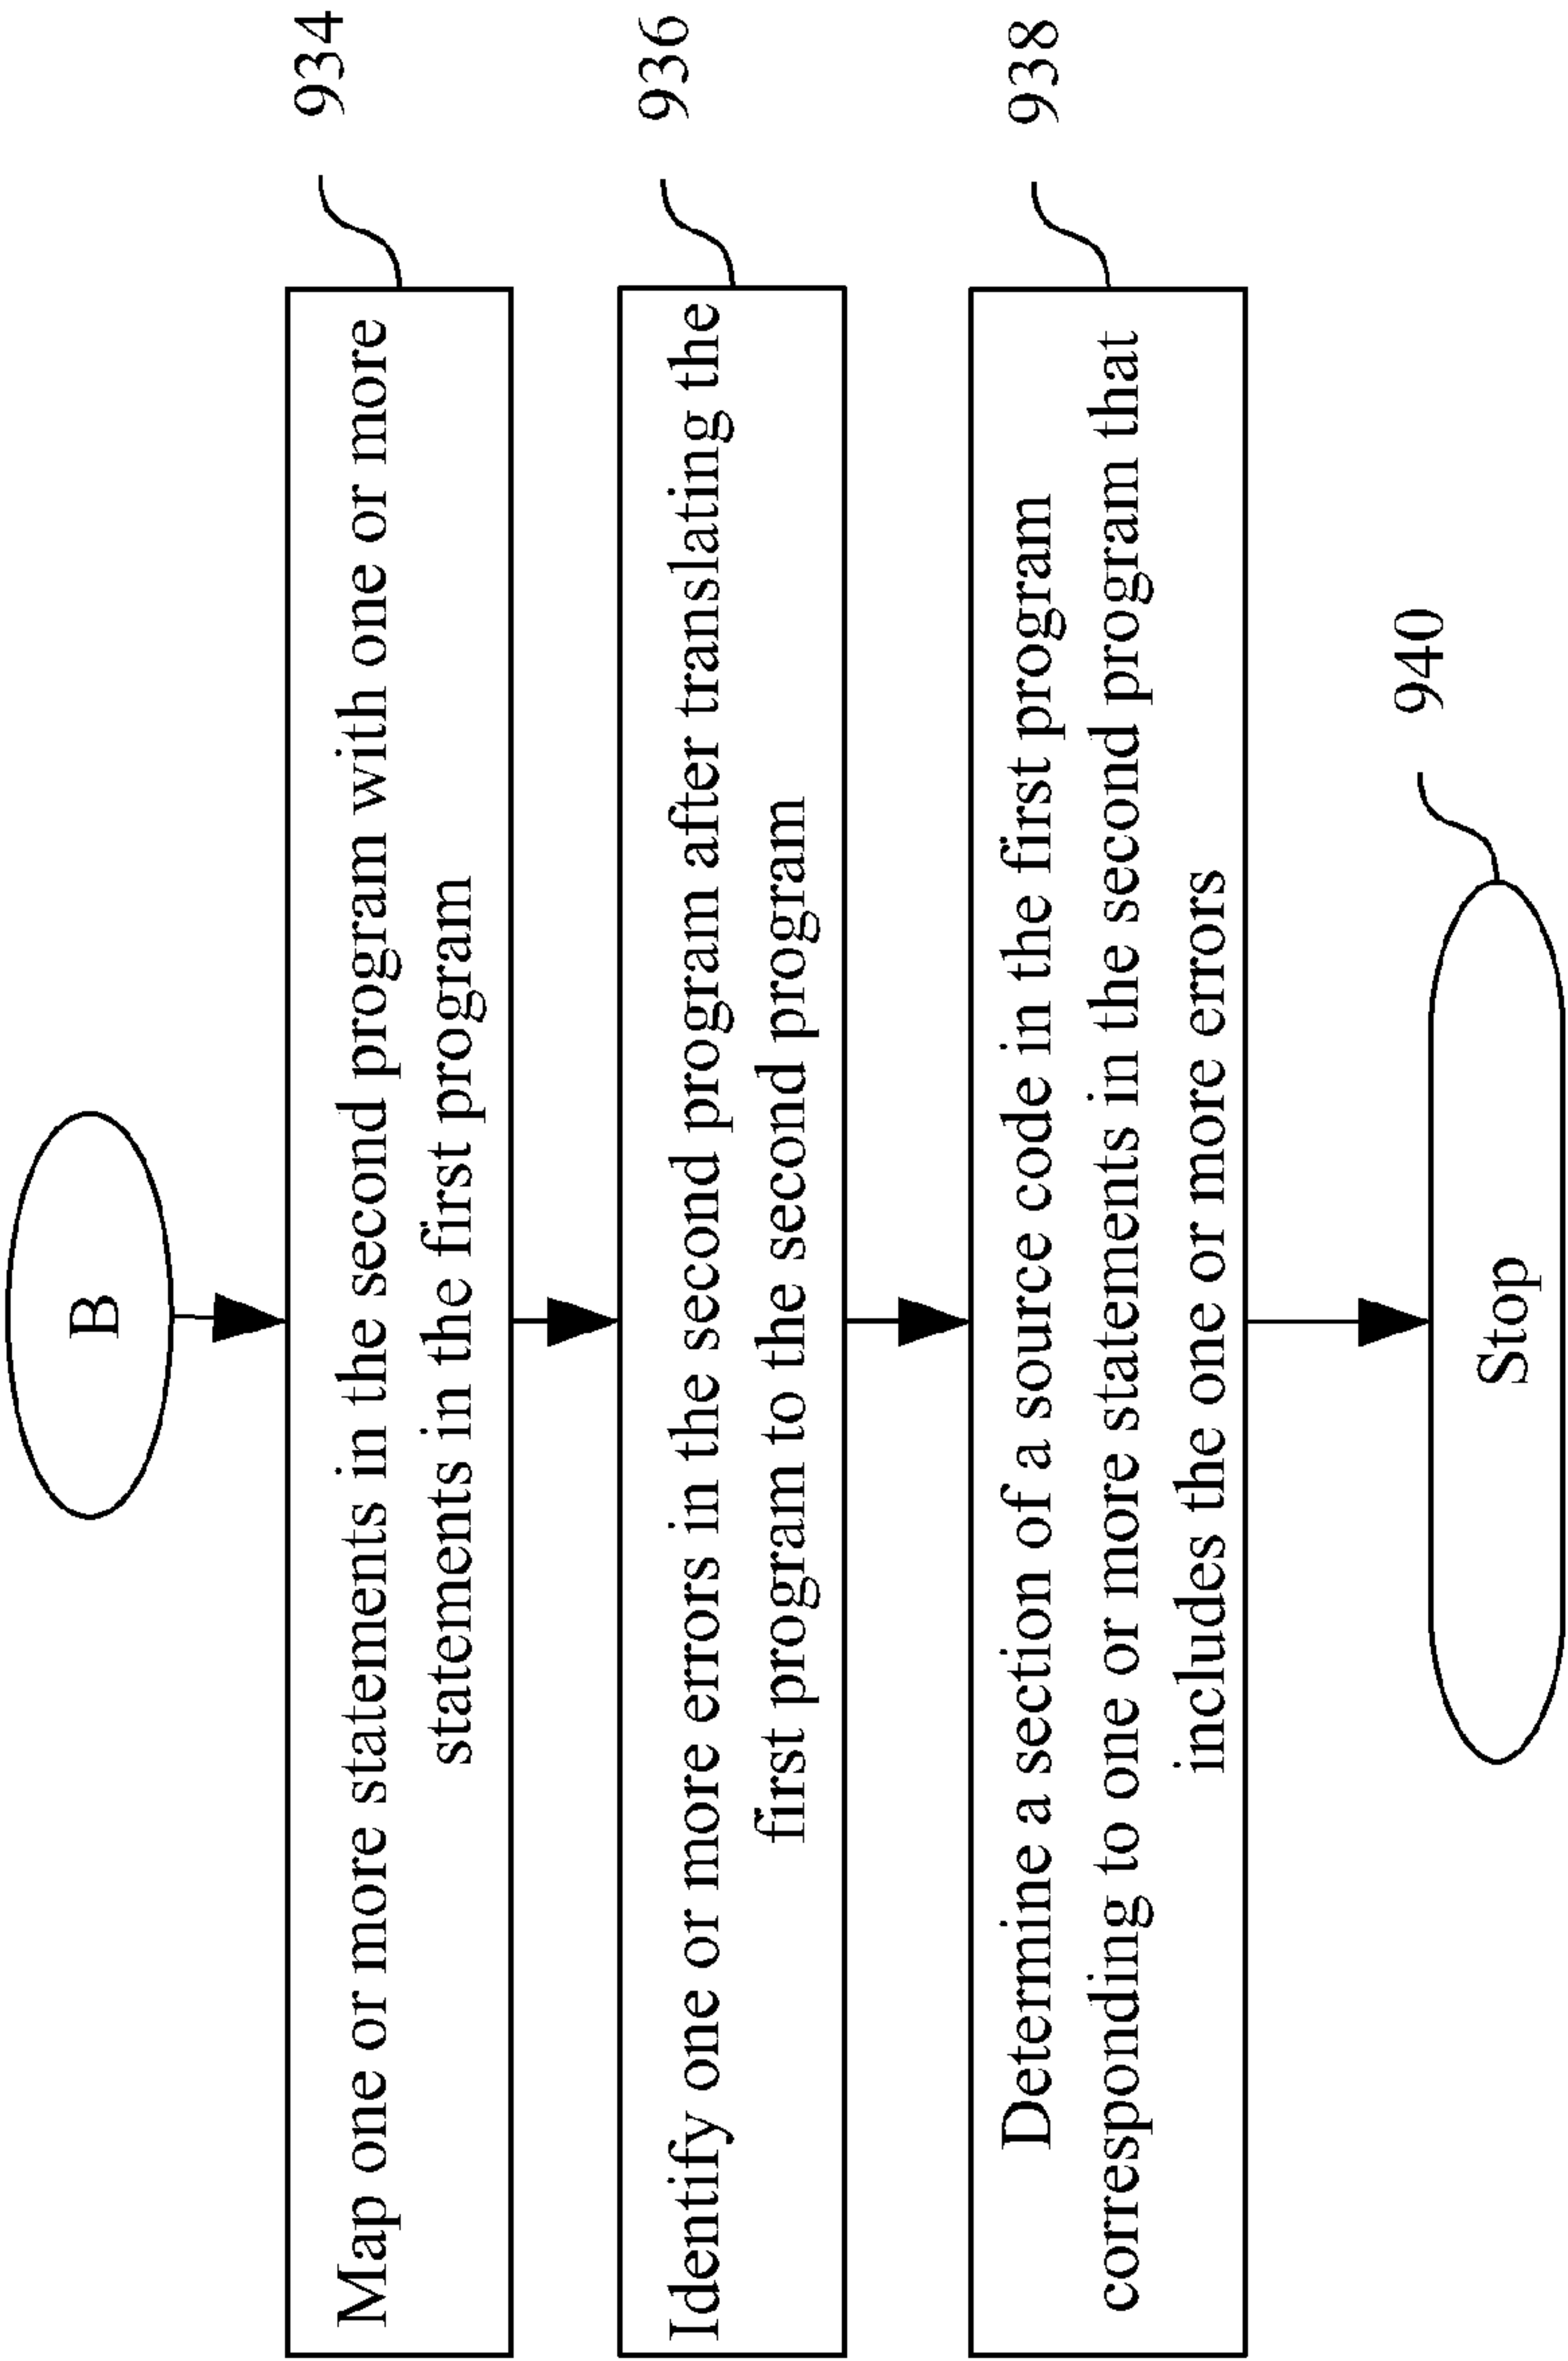 B
934
Map one or more statements in the second program with one or more
statements in the first program
936
Identify one or more errors in the second program after translating the
first program to the second program
938
Determine a section of a source code in the first program
corresponding to one or more statements in the second program that
includes the one or more errors
940
Stop